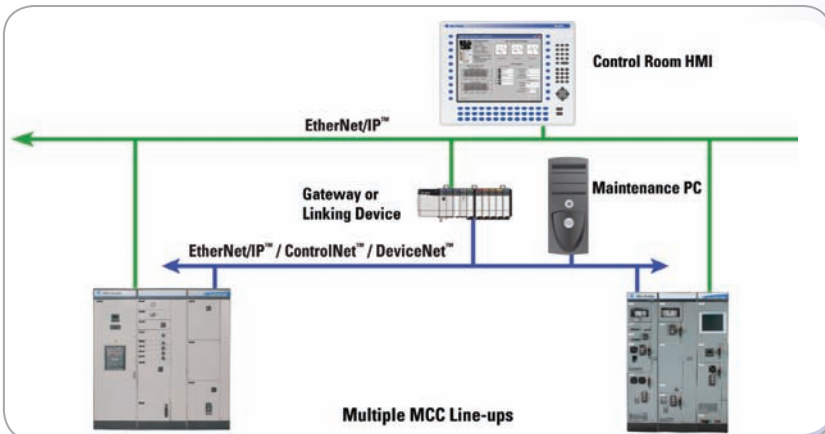 Control Room HMI
EtherNet/IP™
Gateway or
Linking Device
Maintenance PC
EtherNet/IP™ / ControlNet™ / DeviceNet™
Multiple MCC Line-ups